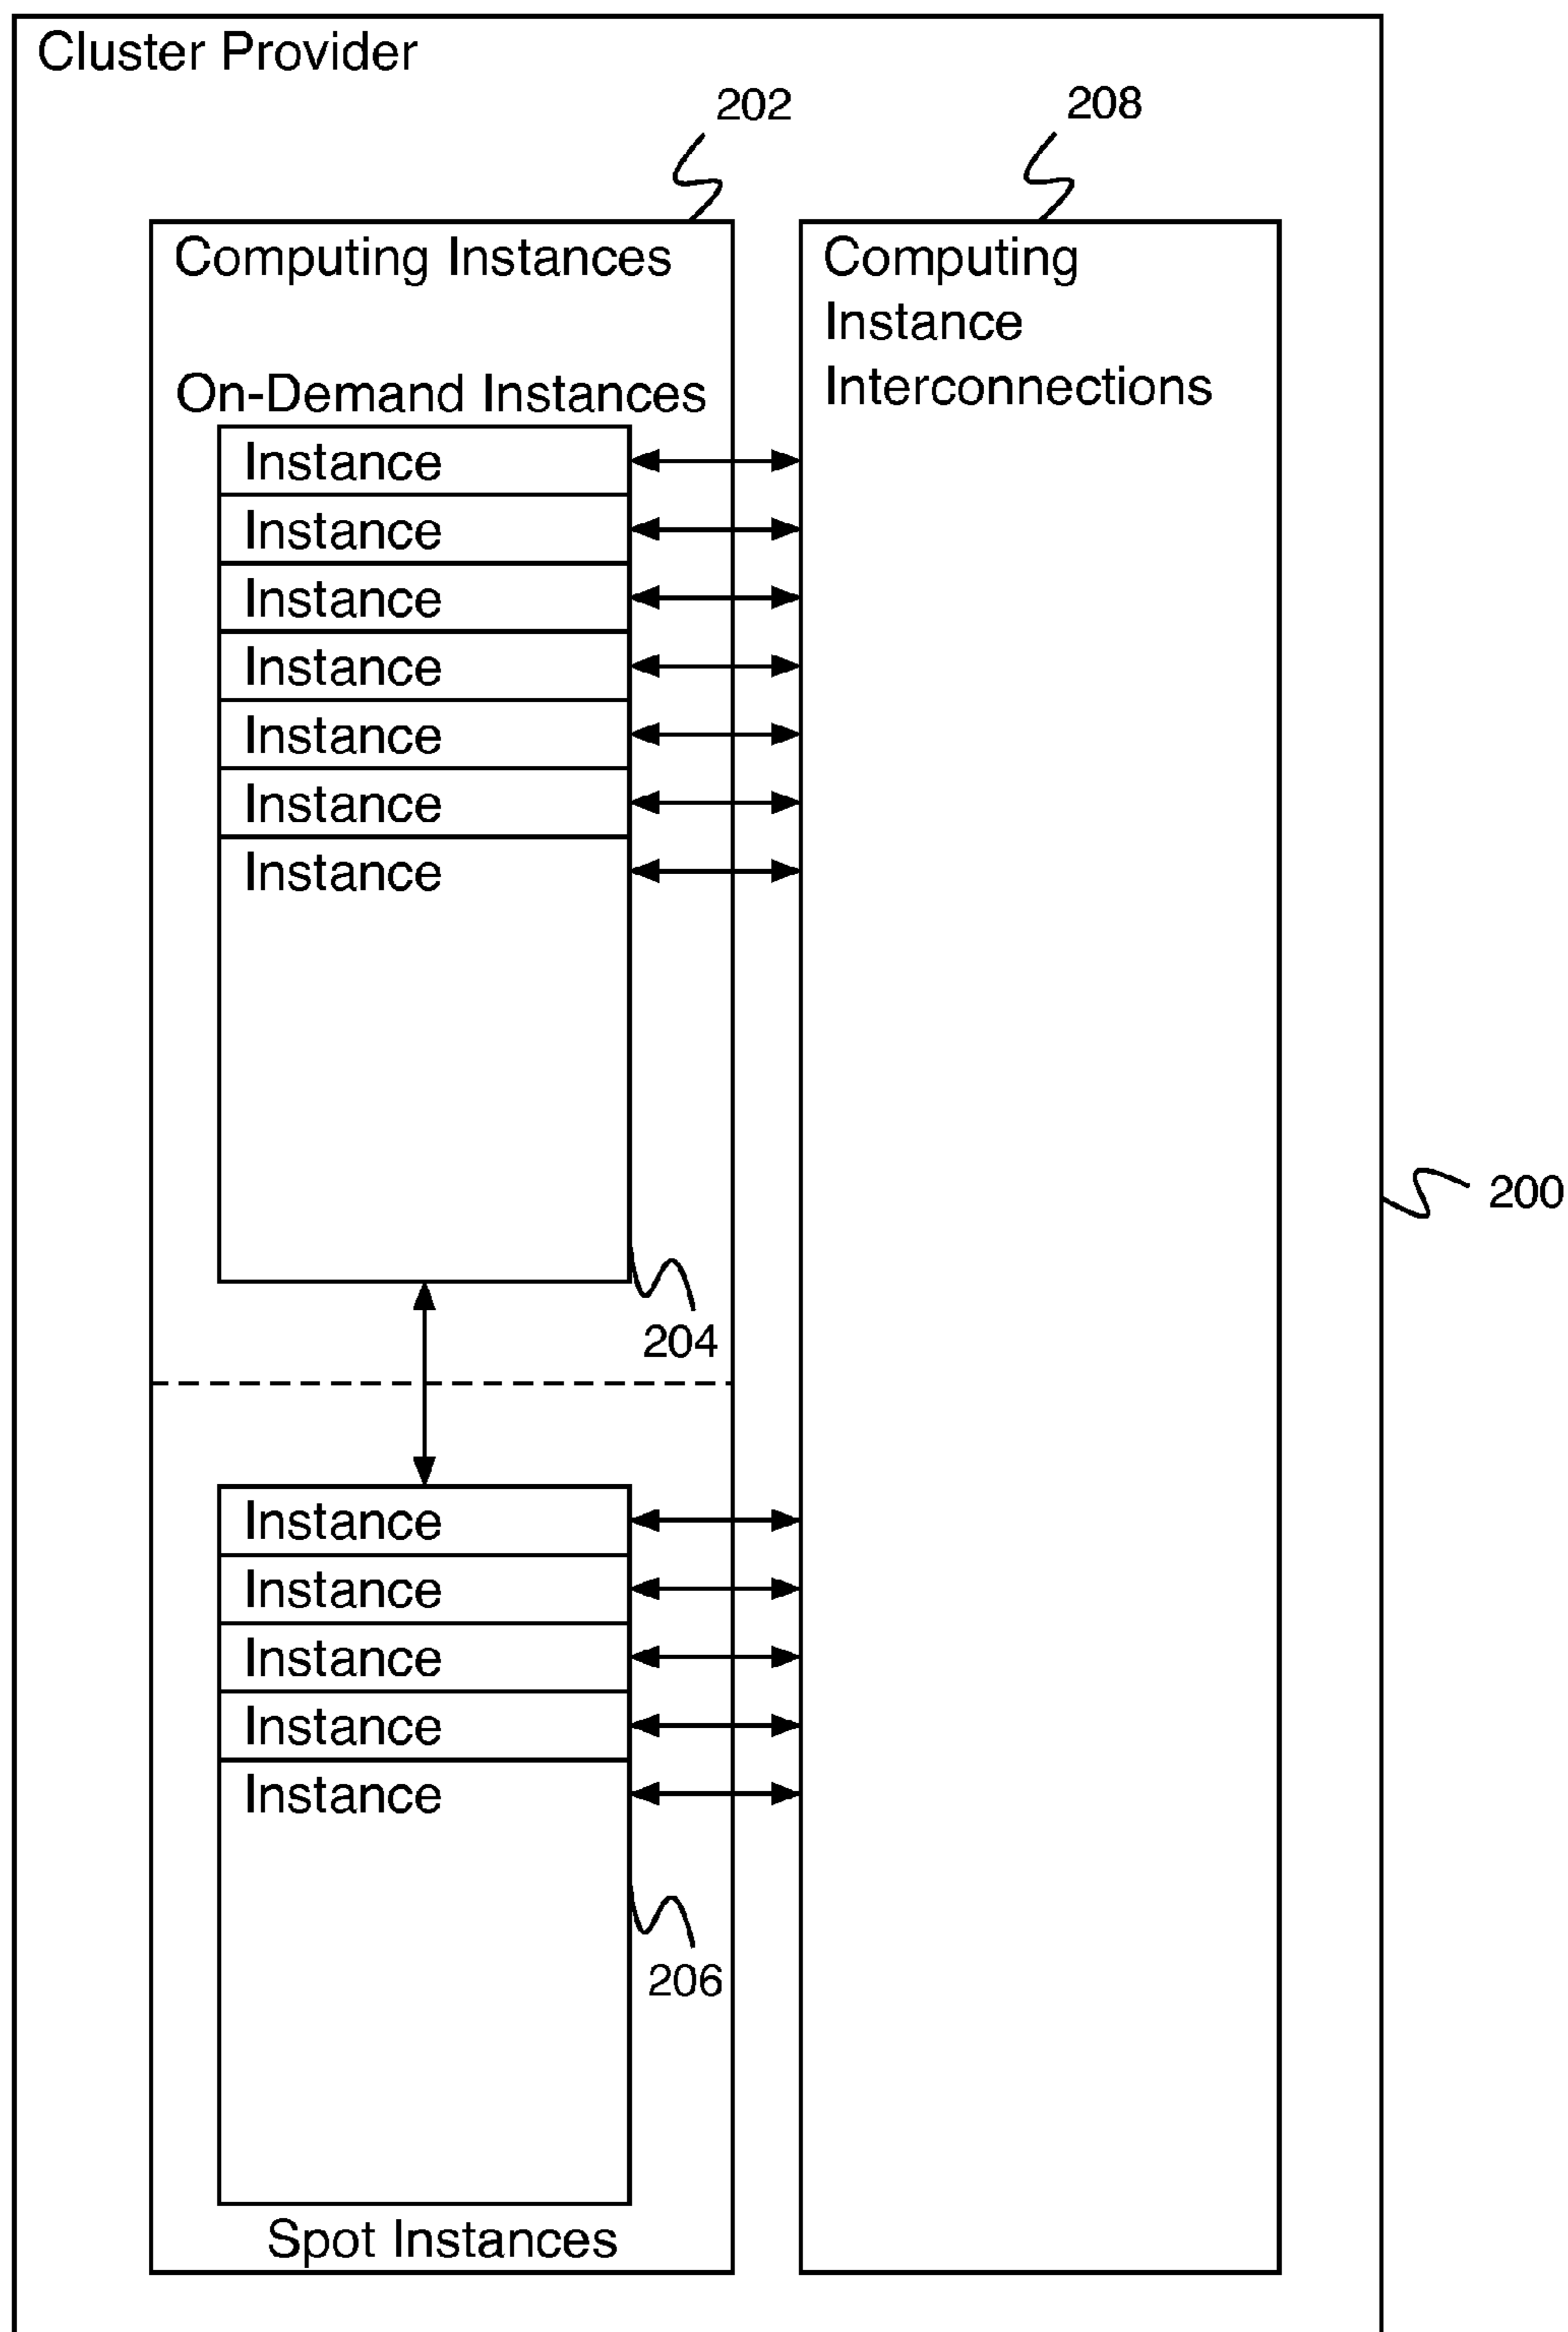 Cluster Provider
202
208
Computing Instances
Computing
Instance
Interconnections
On-Demand Instances
Instance
Instance
Instance
Instance
Instance
Instance
Instance
200
204
Instance
Instance
Instance
Instance
Instance
206
Spot Instances